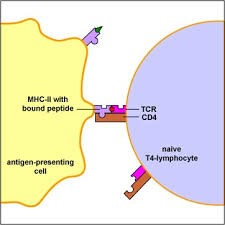 MHC-II with
bound peptide
TCR
CD4
antigen-presenting
cell
naive
T4-lymphocyte